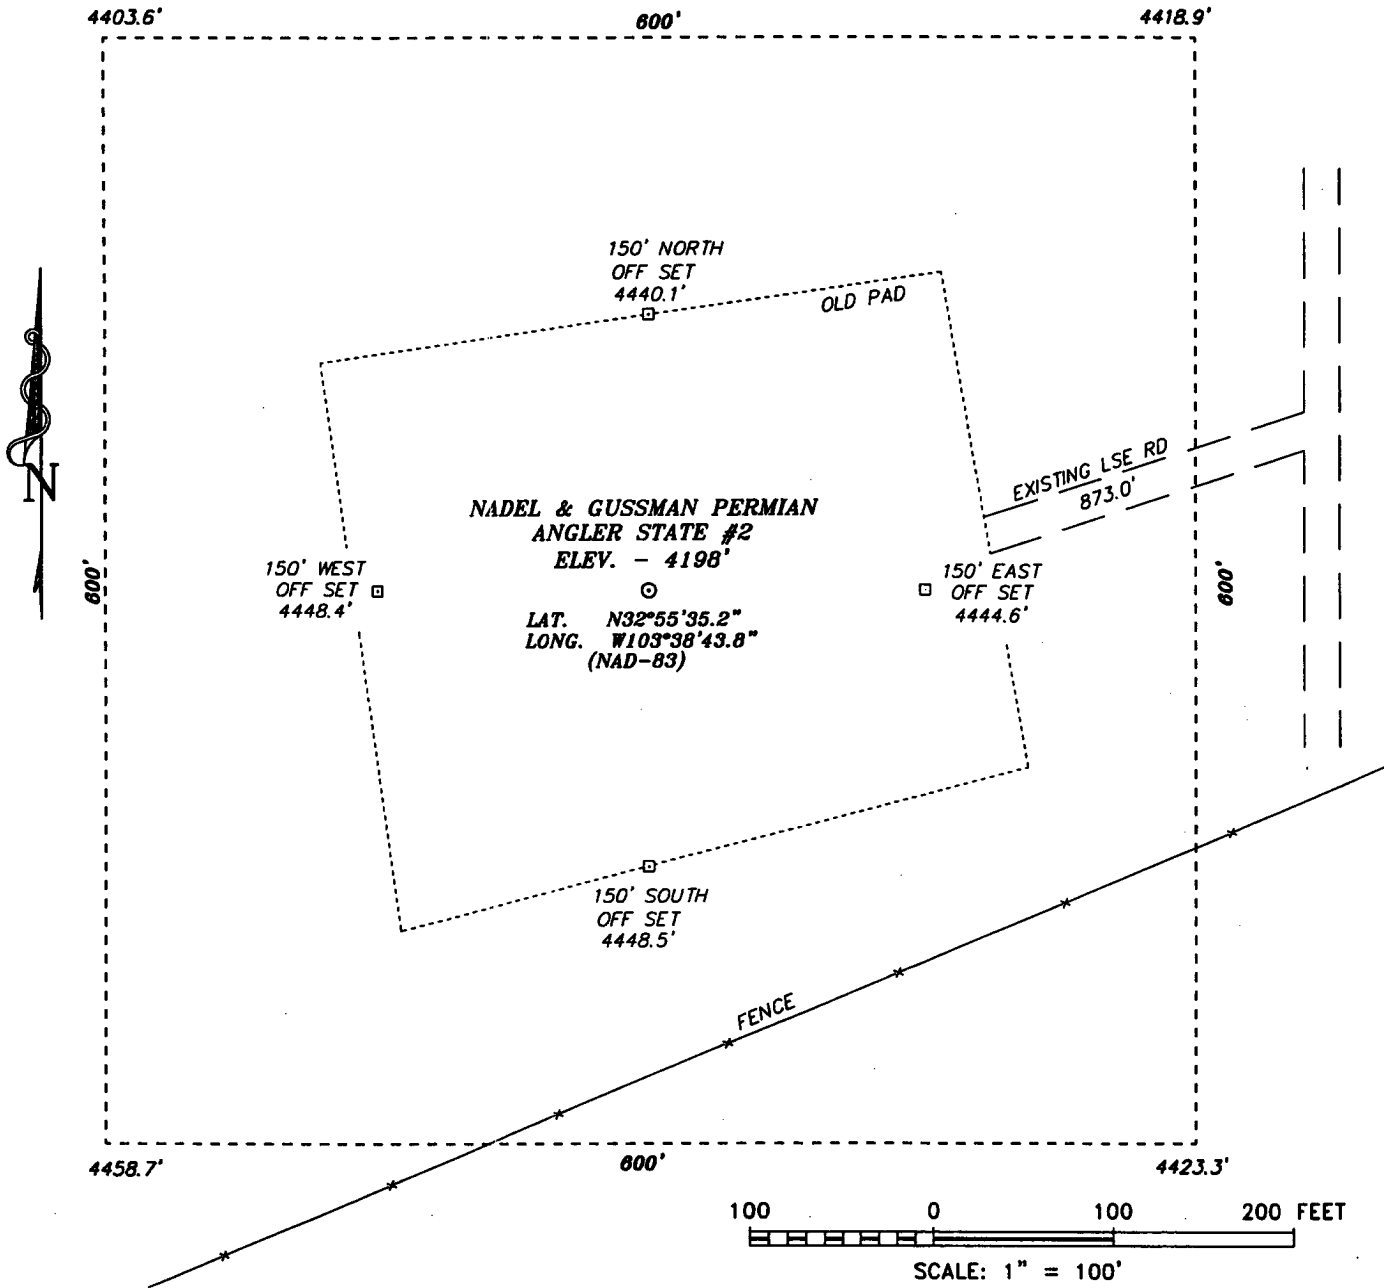 4403.6'
600'
4418.9'
150' NORTH
OFF SET
4440.1'
OLD PAD
EXISTING LSE RD
873.0'
N
NADEL & GUSSMAN PERMIAN
ANGLER STATE #2
ELEV. - 4198'
LAT. N32°55'35.2"
LONG. W103°38'43.8"
(NAD-83)
600'
150' WEST
OFF SET
4448.4'
150' EAST
OFF SET
4444.6'
600'
150' SOUTH
OFF SET
4448.5'
FENCE
4458.7'
600'
4423.3'
100 0 100 200 FEET
SCALE: 1" = 100'